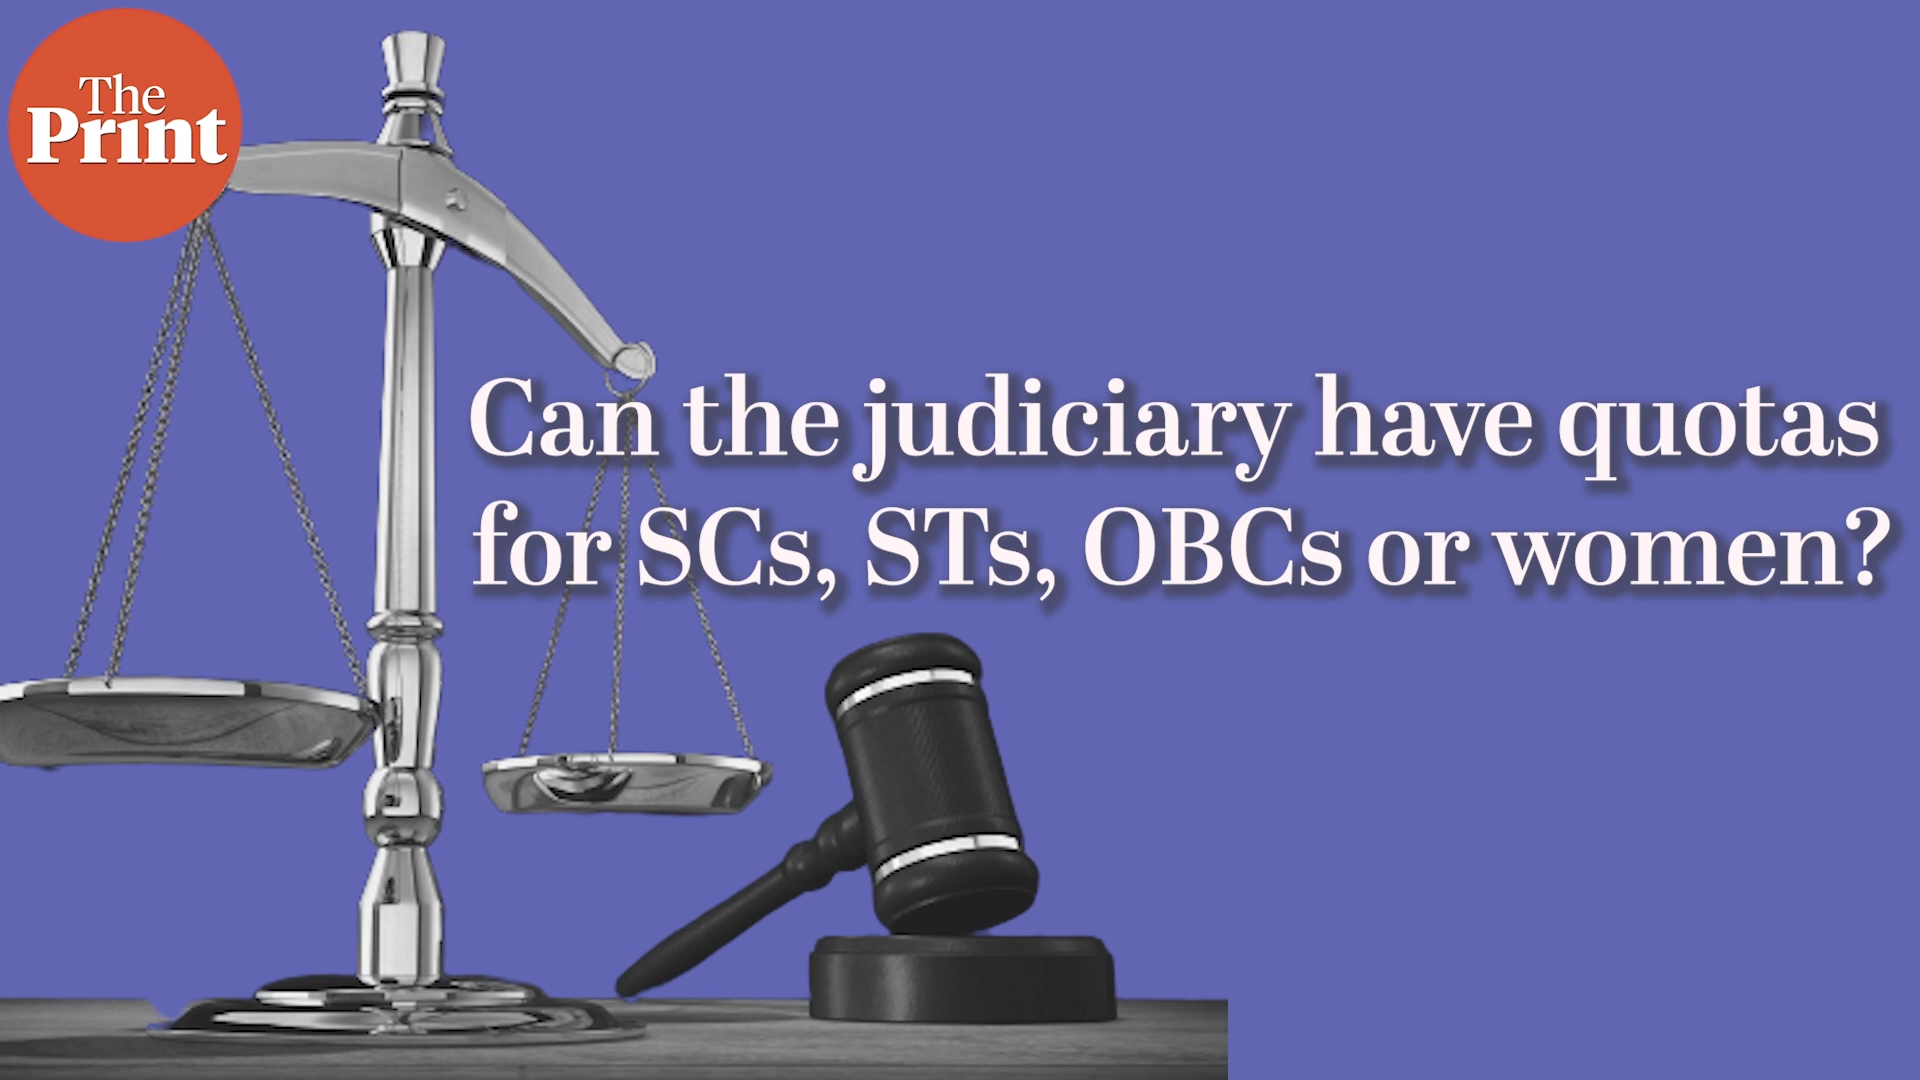 The
Print
Can the judiciary have quotas
for SCs, STs, OBCs or women?